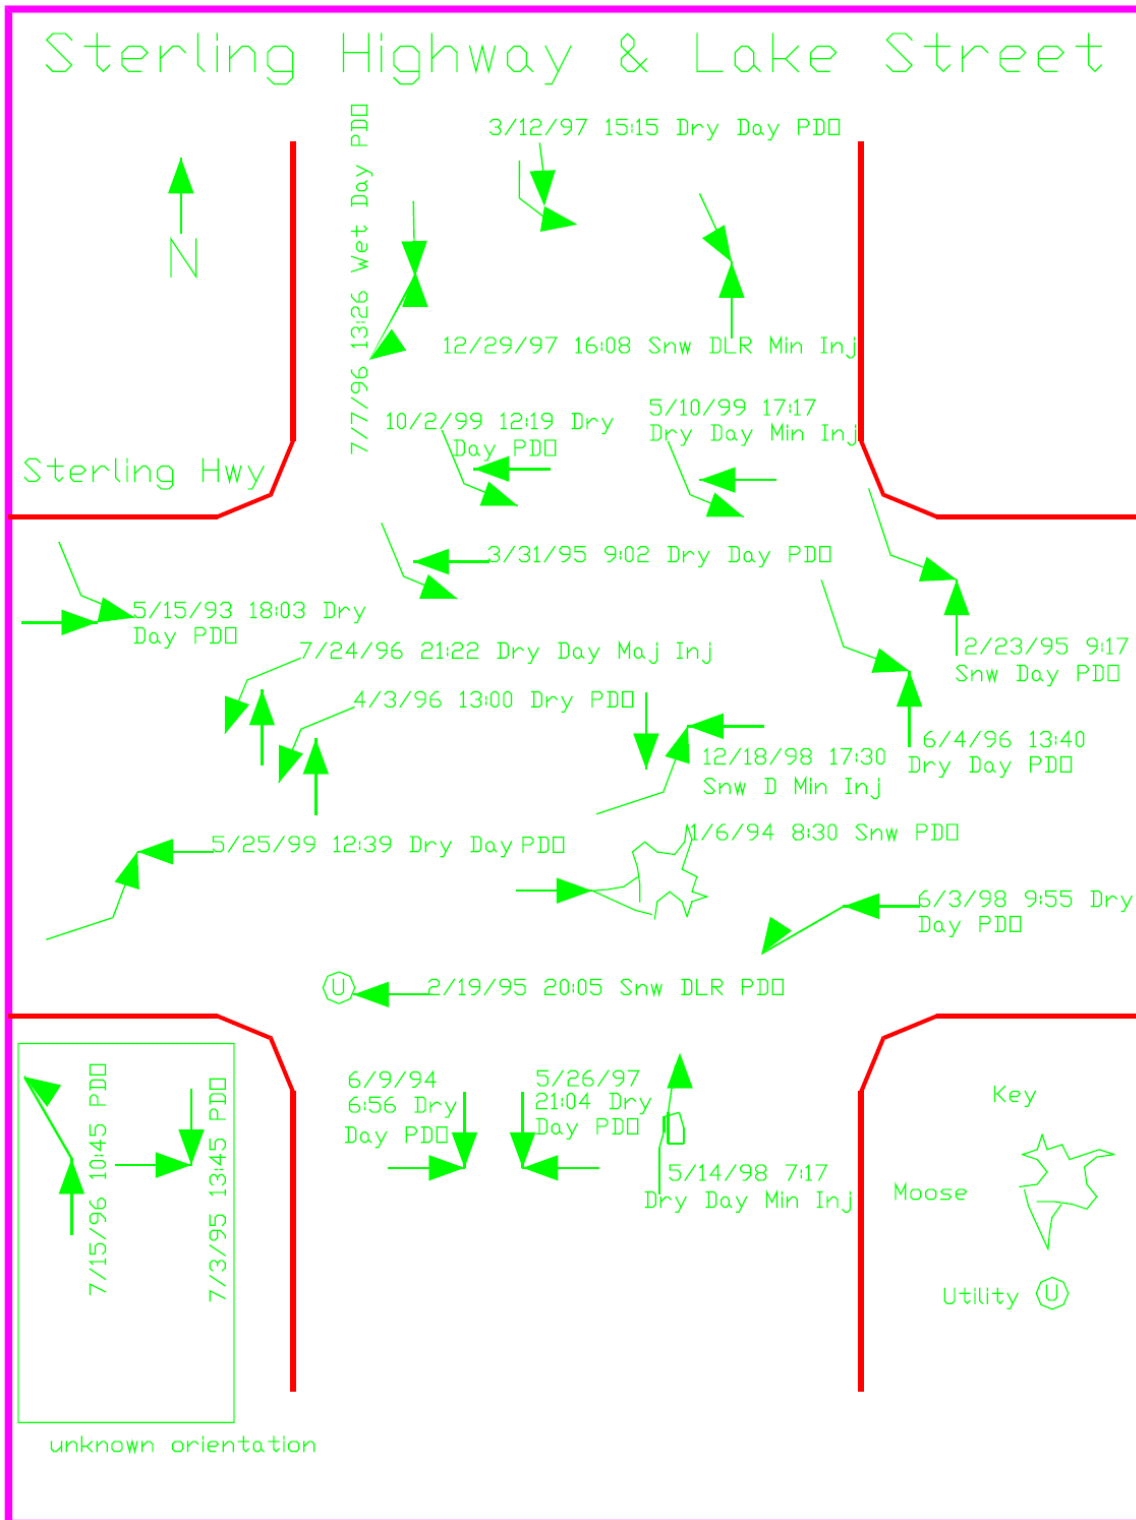 Sterling Highway & Lake Street
3/12/97 15:15 Dry Day PDO
7/7/96 13:26 Wet Day PDO
N
12/29/97 16:08 Snw DLR Min Inj
10/2/99 12:19 Dry
Day PDO
5/10/99 17:17
Dry Day Min Inj
Sterling Hwy
3/31/95 9:02 Dry Day PDO
5/15/93 18:03 Dry
Day PDO
7/24/96 21:22 Dry Day Maj Inj
2/23/95 9:17
Snw Day PDO
4/3/96 13:00 Dry PDO
6/4/96 13:40
Dry Day PDO
12/18/98 17:30
Snw D Min Inj
1/6/94 8:30 Snw PDO
5/25/99 12:39 Dry Day PDO
6/3/98 9:55 Dry
Day PDO
U
2/19/95 20:05 Snw DLR PDO
7/15/96 10:45 PDO
7/3/95 13:45 PDO
6/9/94
6:56 Dry
Day PDO
5/26/97
21:04 Dry
Day PDO
5/14/98 7:17
Dry Day Min Inj
Key
Moose
Utility U
unknown orientation